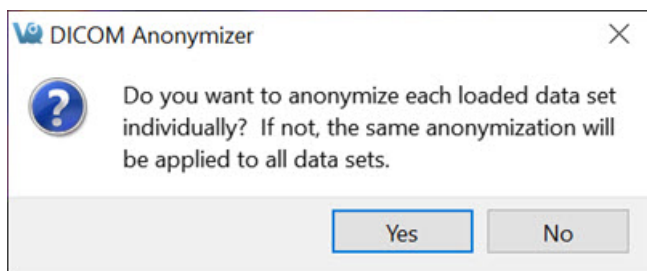 DICOM Anonymizer
Do you want to anonymize each loaded data set
individually?  If not, the same anonymization will
be applied to all data sets.
Yes No